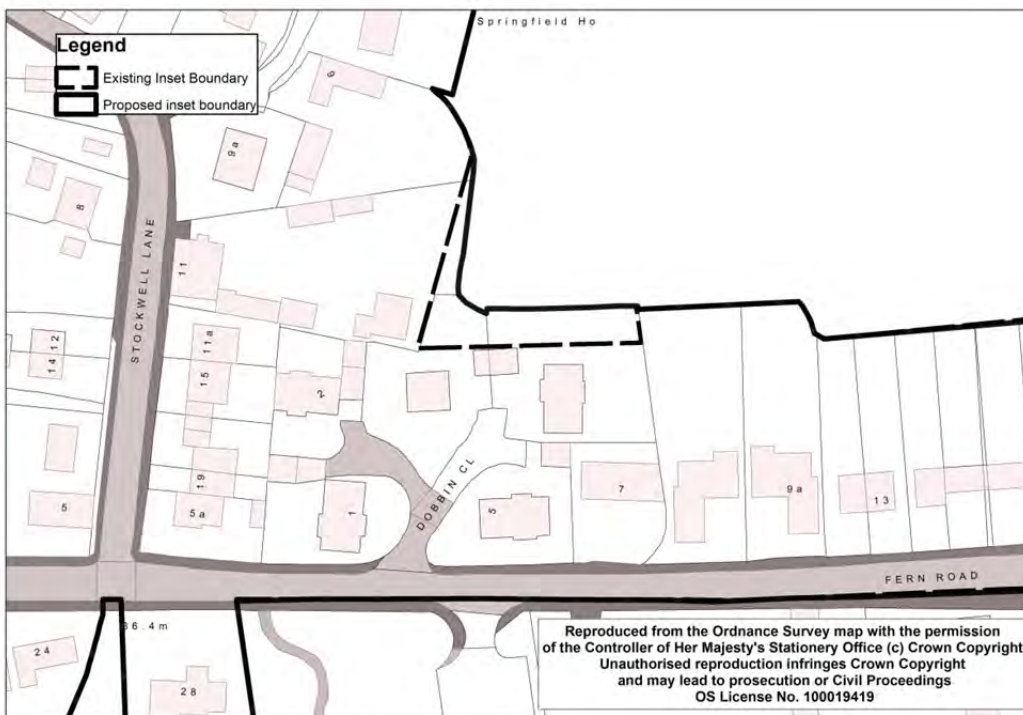 Springfield Ho
Legend
Existing Inset Boundary
Proposed inset boundary
9
9a
8
STOCKWELL LANE
11
11a
12
14
15
2
19
5
5a
1
DOBBIN CL
5
7
9a
13
FERN ROAD
36.4m
24
28
Reproduced from the Ordnance Survey map with the permission
of the Controller of Her Majesty's Stationery Office (c) Crown Copyright
Unauthorised reproduction infringes Crown Copyright
and may lead to prosecution or Civil Proceedings
OS License No. 100019419